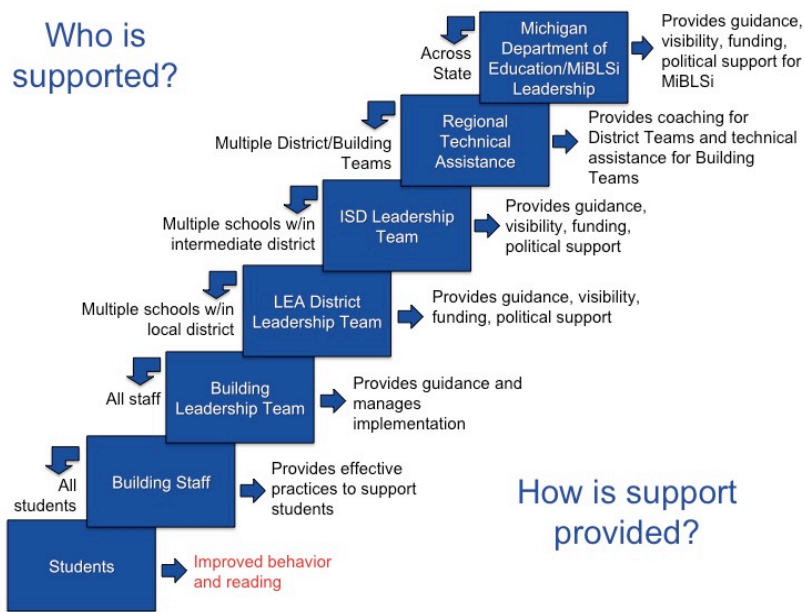 Who is
supported?
Across
State
Michigan
Department of
Education/MiBLSi
Leadership
Provides guidance,
visibility, funding,
political support for
MiBLSi
Multiple District/Building
Teams
Regional
Technical
Assistance
Provides coaching for
District Teams and technical
assistance for Building
Teams
Multiple schools w/in
intermediate district
ISD Leadership
Team
Provides guidance,
visibility, funding,
political support
Multiple schools w/in
local district
LEA District
Leadership Team
Provides guidance, visibility,
funding, political support
All staff
Building
Leadership Team
Provides guidance and
manages
implementation
All
students
Building Staff
Provides effective
practices to support
students
How is support
provided?
Students
Improved behavior
and reading